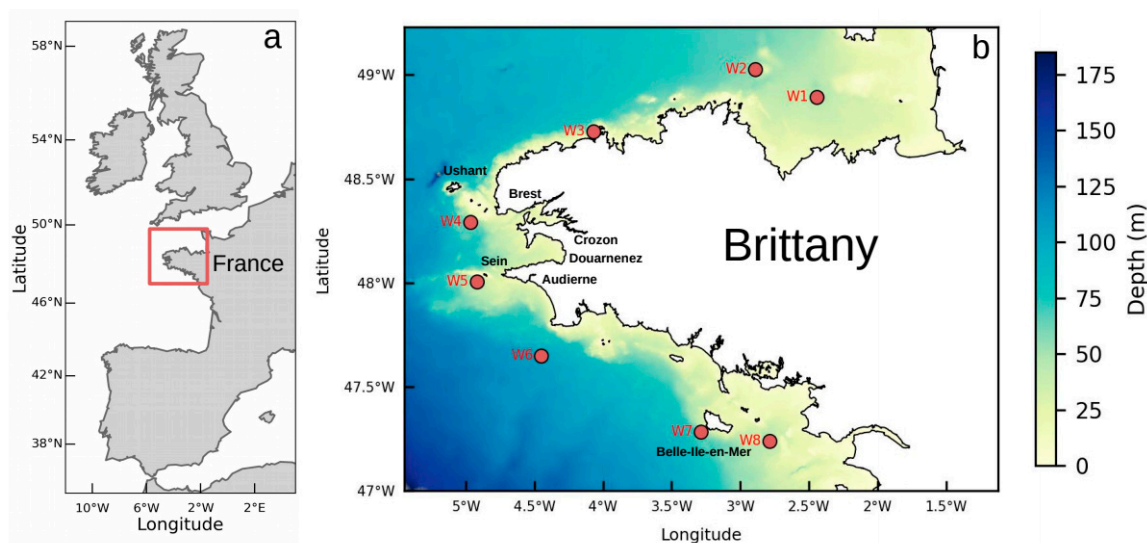 a
58°N
54°N
50°N
46°N
42°N
38°N
Latitude
France
10°W 6°W 2°W 2°E
Longitude
b
49°N
48.5°N
48°N
47.5°N
47°N
Latitude
W2
W1
W3
Ushant
Brest
W4
Crozon
Douarnenez
Brittany
Sein
W5
Audierne
W6
W7
W8
Belle-Ile-en-Mer
5°W 4.5°W 4°W 3.5°W 3°W 2.5°W 2°W 1.5°W
Longitude
175
150
125
100
75
50
25
0
Depth (m)